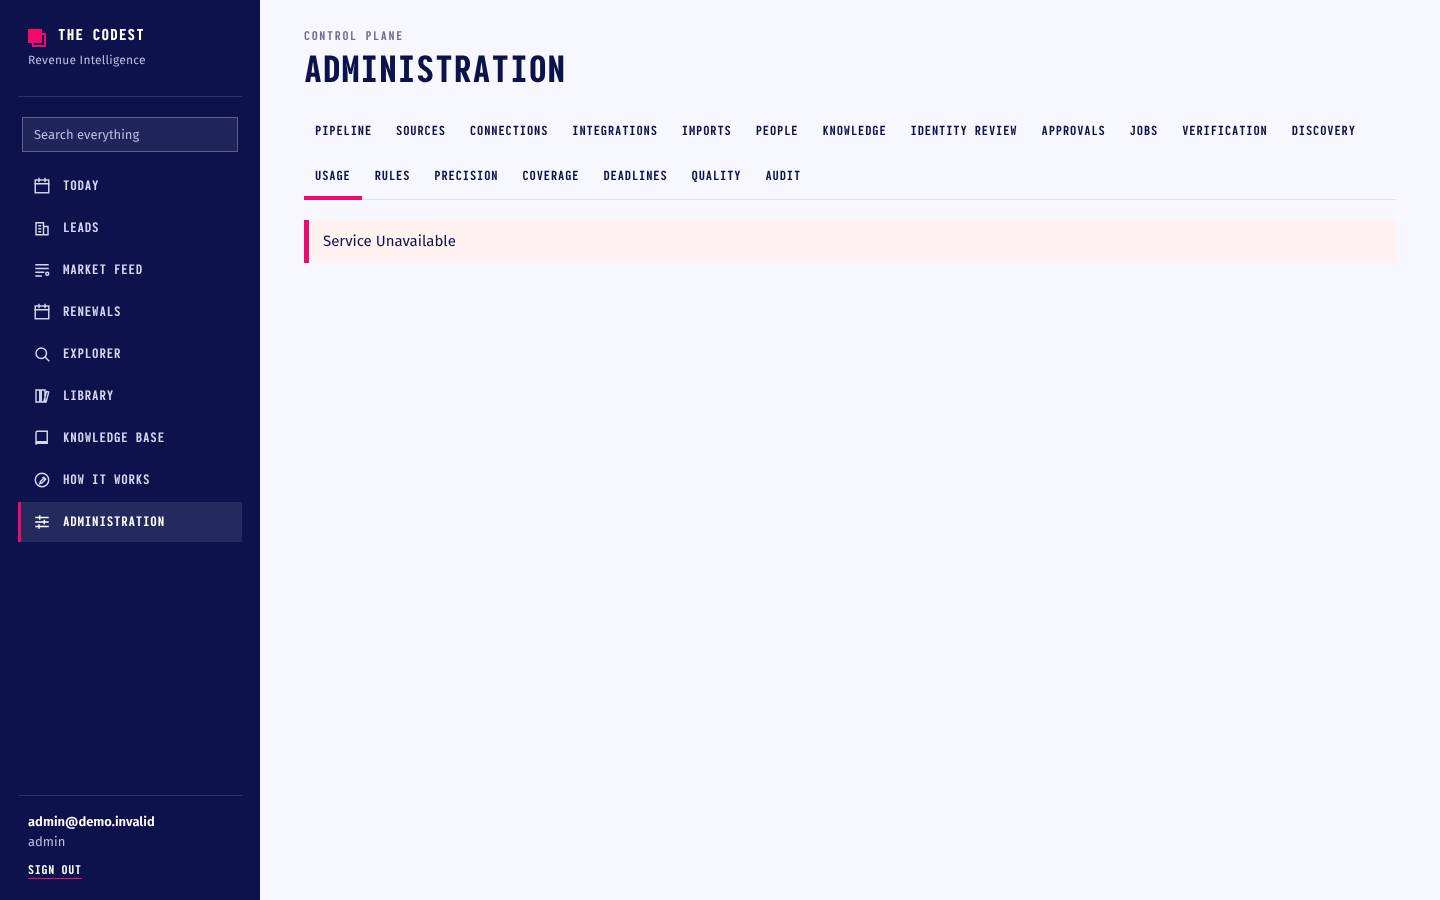 THE CODEST
Revenue Intelligence
Search everything
TODAY
LEADS
MARKET FEED
RENEWALS
EXPLORER
LIBRARY
KNOWLEDGE BASE
HOW IT WORKS
ADMINISTRATION
admin@demo.invalid
admin
SIGN OUT
CONTROL PLANE
ADMINISTRATION
PIPELINE SOURCES CONNECTIONS INTEGRATIONS IMPORTS PEOPLE KNOWLEDGE IDENTITY REVIEW APPROVALS JOBS VERIFICATION DISCOVERY
USAGE RULES PRECISION COVERAGE DEADLINES QUALITY AUDIT
Service Unavailable